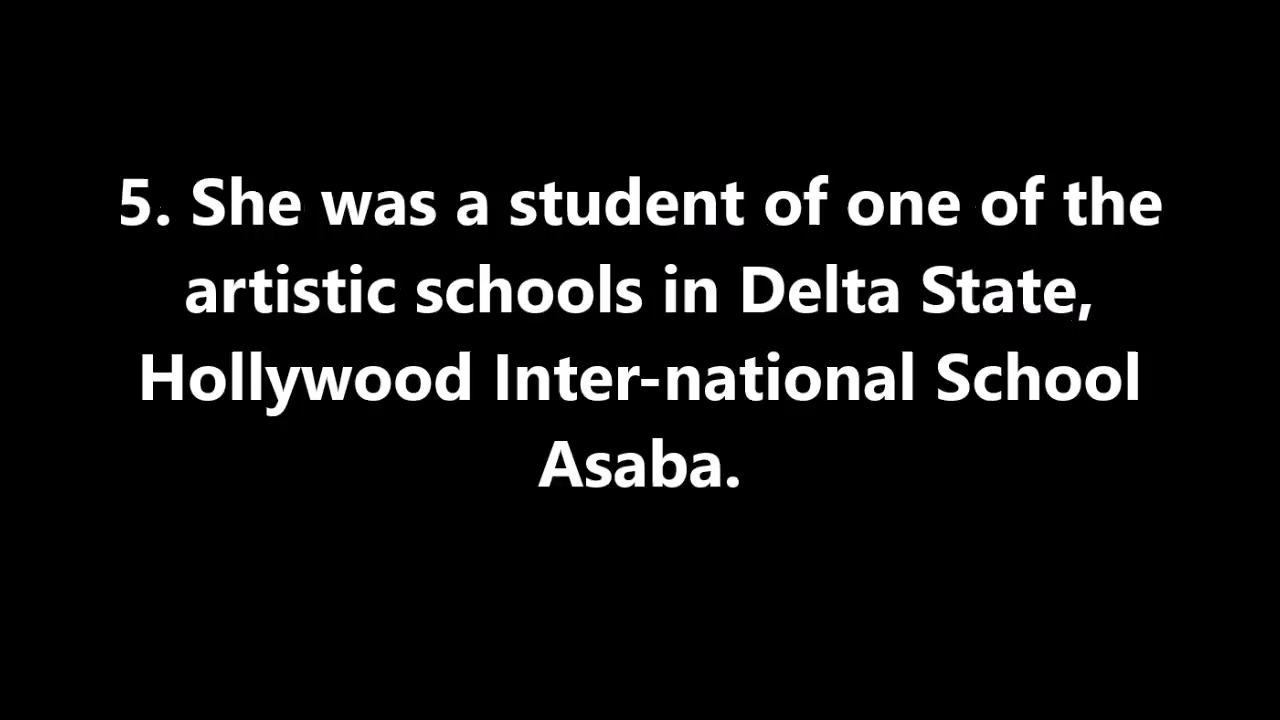 5. She was a student of one of the
artistic schools in Delta State,
Hollywood Inter-national School
Asaba.